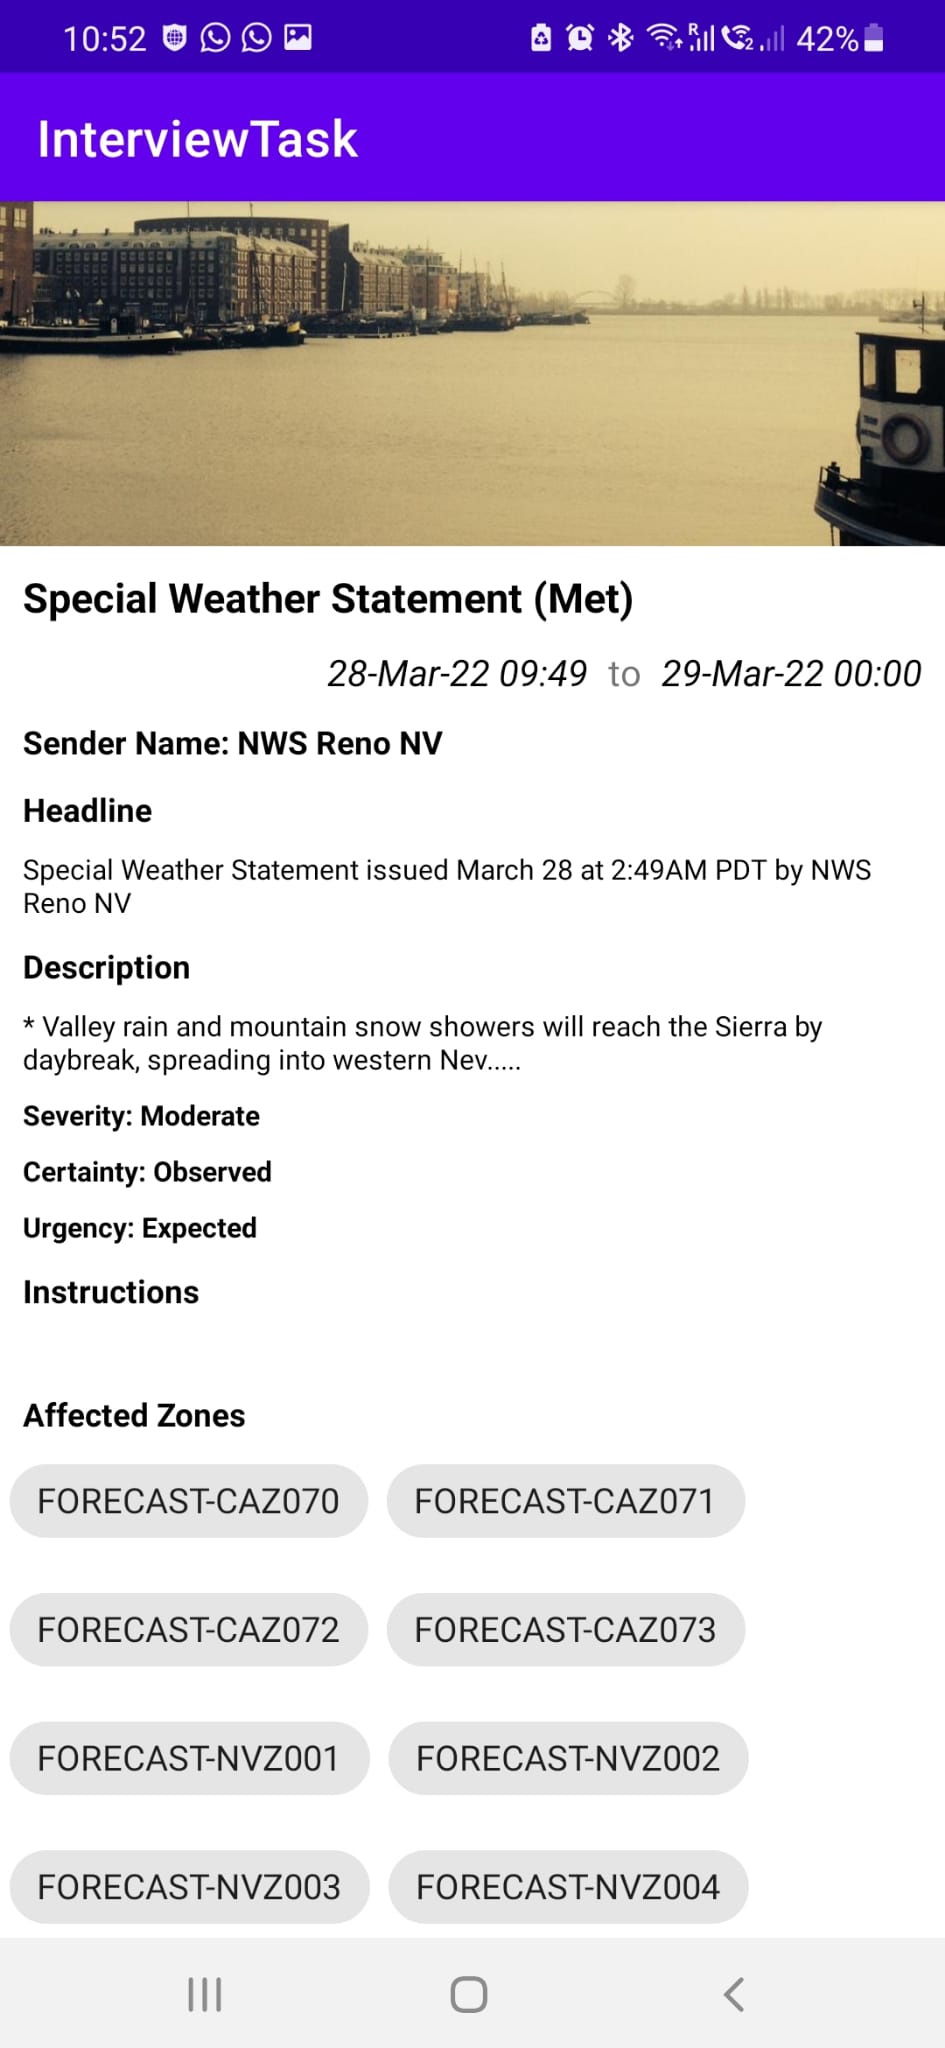 10:52
42%
InterviewTask
Special Weather Statement (Met)
28-Mar-22 09:49 to 29-Mar-22 00:00
Sender Name: NWS Reno NV
Headline
Special Weather Statement issued March 28 at 2:49AM PDT by NWS
Reno NV
Description
* Valley rain and mountain snow showers will reach the Sierra by
daybreak, spreading into western Nev.....
Severity: Moderate
Certainty: Observed
Urgency: Expected
Instructions
Affected Zones
FORECAST-CAZ070 FORECAST-CAZ071
FORECAST-CAZ072 FORECAST-CAZ073
FORECAST-NVZ001 FORECAST-NVZ002
FORECAST-NVZ003 FORECAST-NVZ004